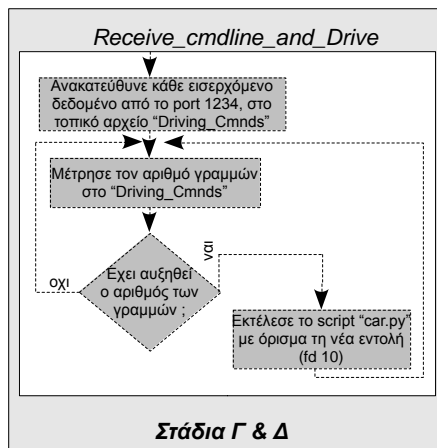 Receive_cmdline_and_Drive
Ανακατεύθυνε κάθε εισερχόμενο
δεδομένο από το port 1234, στο
τοπικό αρχείο “Driving_Cmnds”
Μέτρησε τον αριθμό γραμμών
στο “Driving_Cmnds”
οχι
ναι
Έχει αυξηθεί
ο αριθμός των
γραμμών ;
Εκτέλεσε το script “car.py”
με όρισμα τη νέα εντολή
(fd 10)
Στάδια Γ & Δ